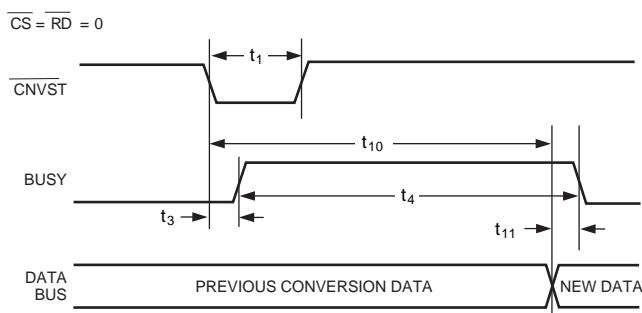 CS = RD = 0
t1
CNVST
t10
BUSY
t4
t3
t11
DATA
BUS
PREVIOUS CONVERSION DATA
NEW DATA